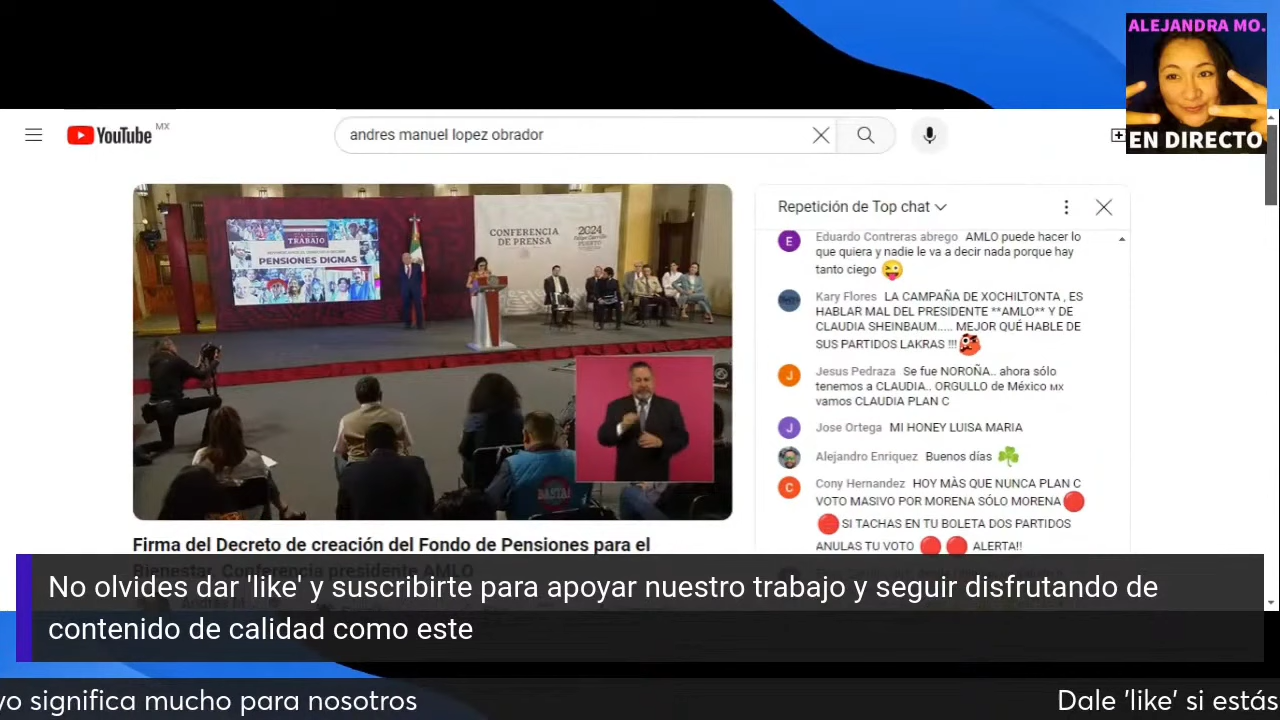 ALEJANDRA MO.
EN DIRECTO
YouTube MX
andres manuel lopez obrador
TRABAJO
PENSIONES DIGNAS
CONFERENCIA
DE PRENSA
2024
BASTA!
Repetición de Top chat
E
Eduardo Contreras abrego AMLO puede hacer lo
que quiera y nadie le va a decir nada porque hay
tanto ciego 😜
Kary Flores LA CAMPAÑA DE XOCHILTONTA , ES
HABLAR MAL DEL PRESIDENTE **AMLO** Y DE
CLAUDIA SHEINBAUM..... MEJOR QUÉ HABLE DE
SUS PARTIDOS LAKRAS !!!
J
Jesus Pedraza Se fue NOROÑA.. ahora sólo
tenemos a CLAUDIA.. ORGULLO de México MX
vamos CLAUDIA PLAN C
J
Jose Ortega MI HONEY LUISA MARIA
Alejandro Enriquez Buenos días ☘️
C
Cony Hernandez HOY MÀS QUE NUNCA PLAN C
VOTO MASIVO POR MORENA SÓLO MORENA🔴
🔴SI TACHAS EN TU BOLETA DOS PARTIDOS
ANULAS TU VOTO 🔴 🔴 ALERTA!!
Firma del Decreto de creación del Fondo de Pensiones para el
Bienestar. Conferencia presidente AMLO
No olvides dar 'like' y suscribirte para apoyar nuestro trabajo y seguir disfrutando de
contenido de calidad como este
yo significa mucho para nosotros
Dale 'like' si estás